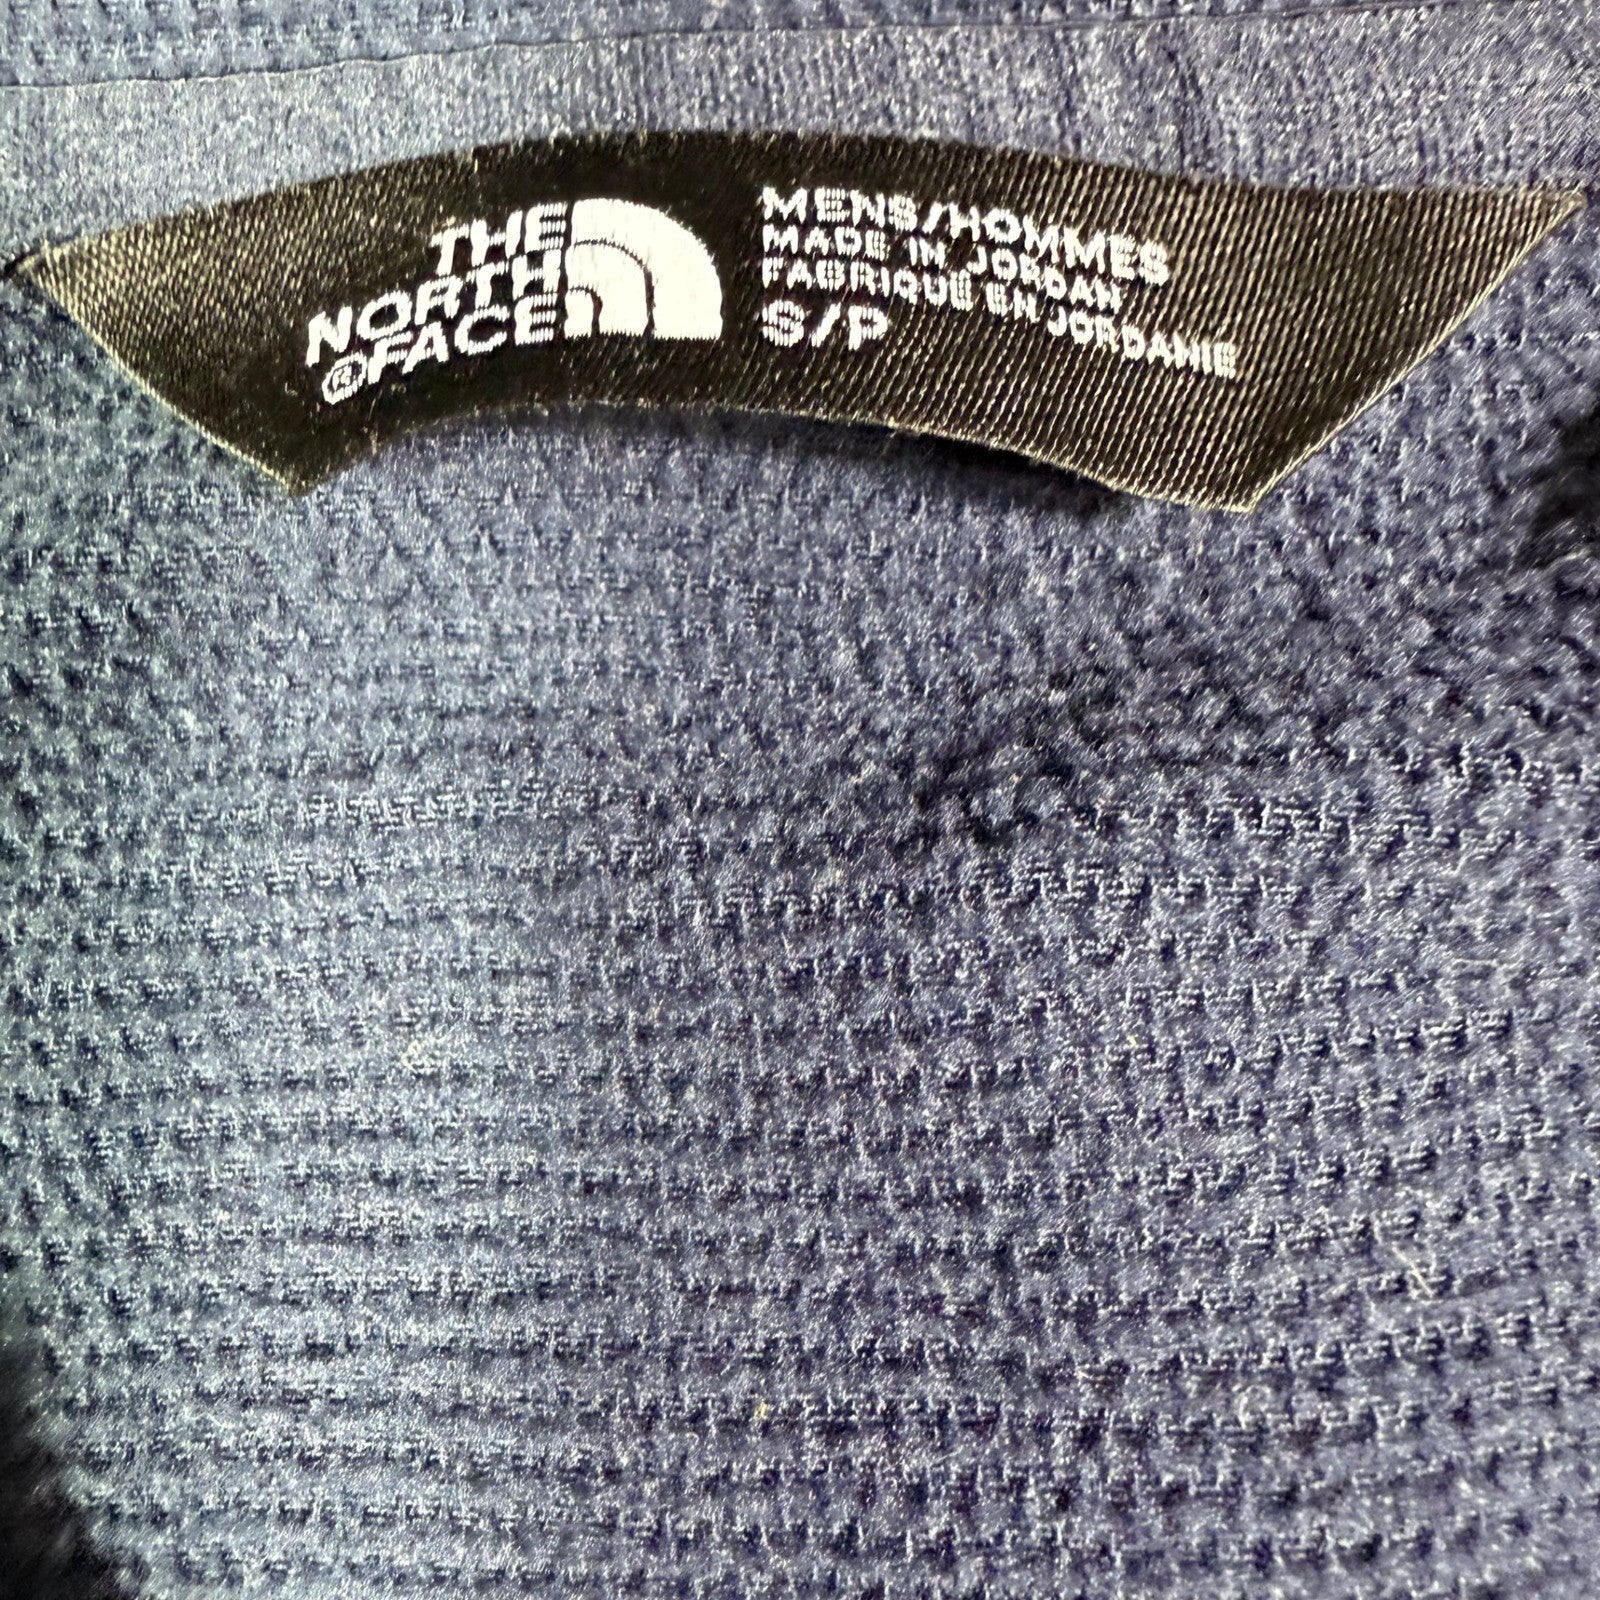 THE
NORTH
®FACE
MENS/HOMMES
MADE IN JORDAN
FABRIQUE EN JORDANIE
S/P